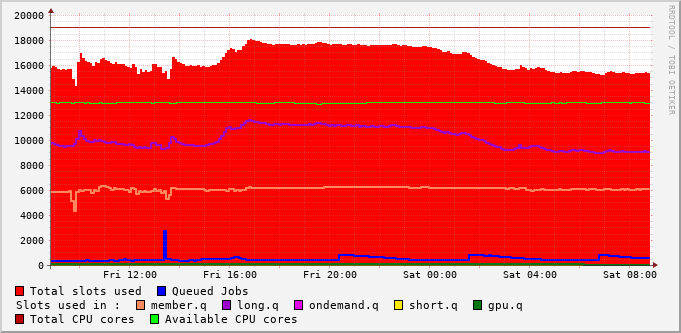 20000
18000
16000
14000
12000
10000
8000
6000
4000
2000
0
Fri 12:00 Fri 16:00 Fri 20:00 Sat 00:00 Sat 04:00 Sat 08:00
RRDTOOL / TOBI OETIKER
Total slots used Queued Jobs
Slots used in : member.q long.q ondemand.q short.q gpu.q
Total CPU cores Available CPU cores